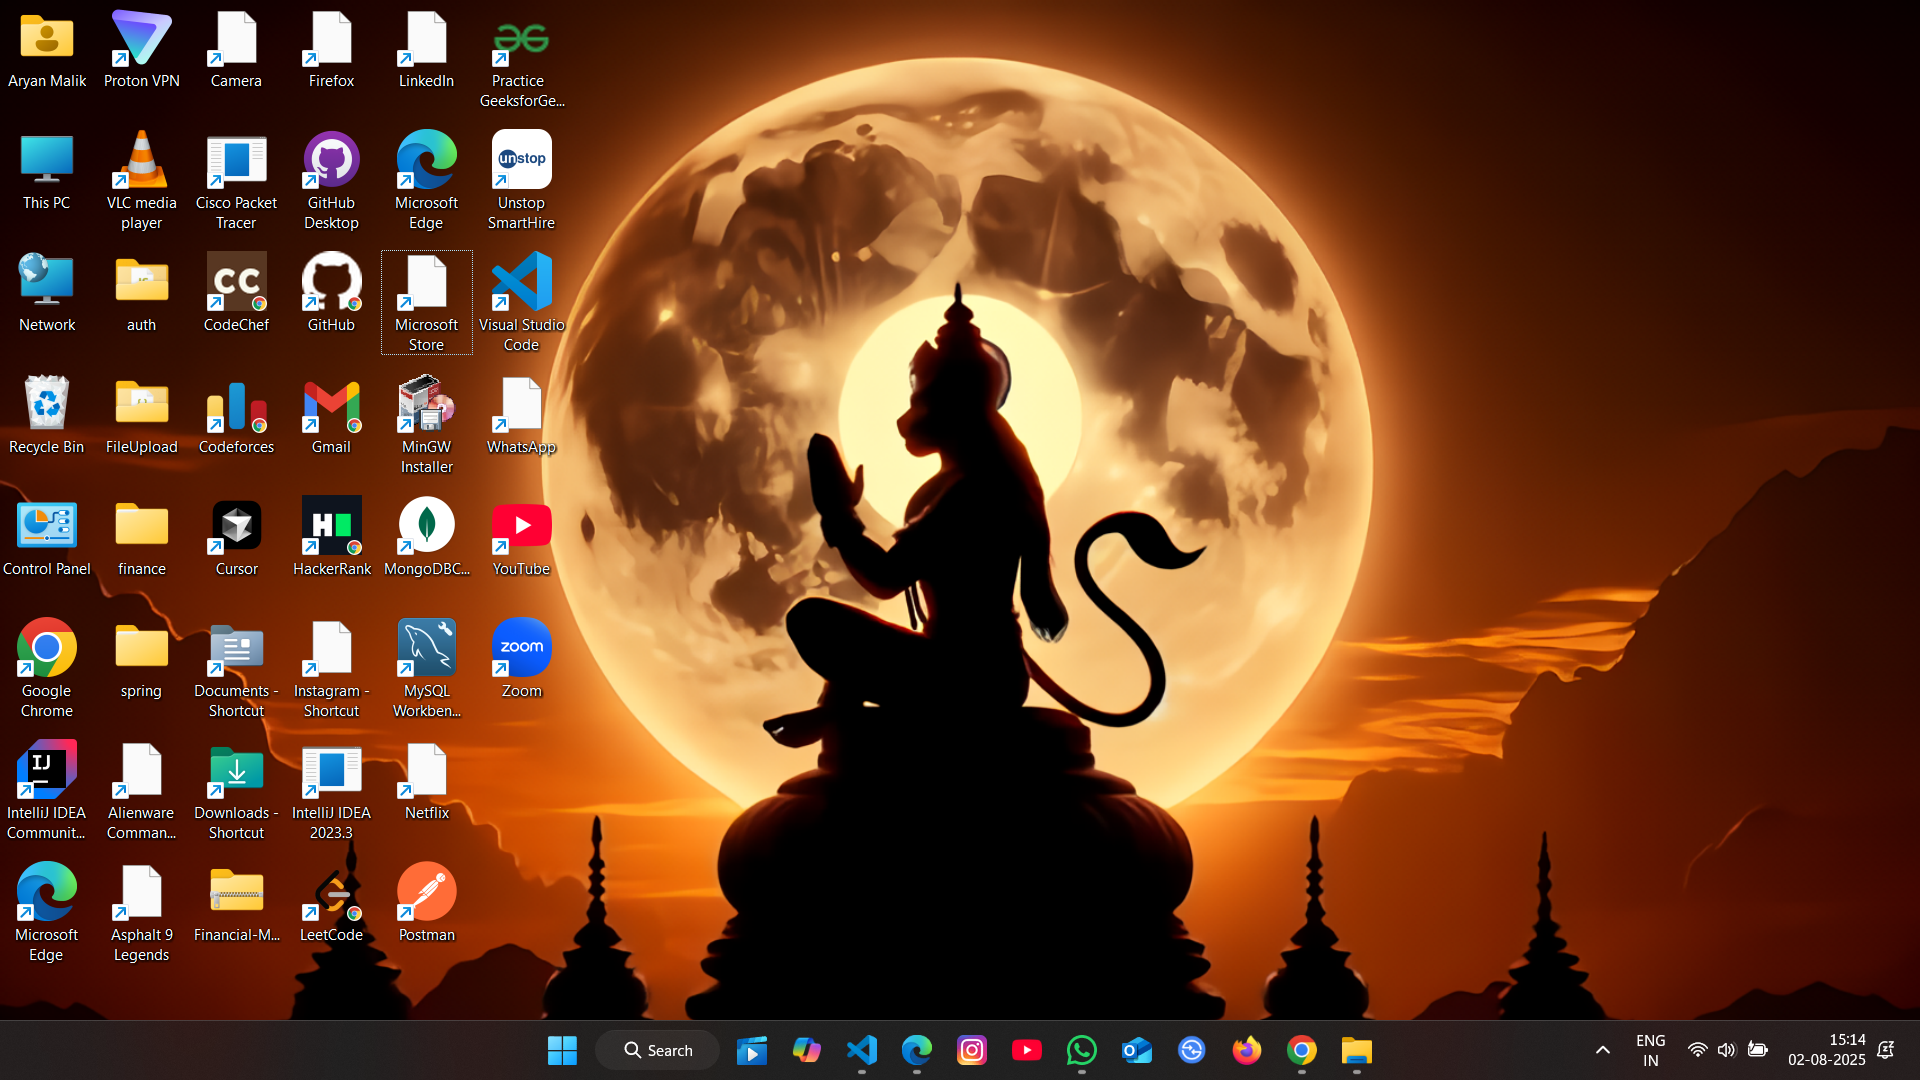 Aryan Malik
Proton VPN
Camera
Firefox
LinkedIn
Practice
GeeksforGe...
This PC
VLC media
player
Cisco Packet
Tracer
GitHub
Desktop
Microsoft
Edge
unstop
Unstop
SmartHire
Network
auth
CC
CodeChef
GitHub
Microsoft
Store
Visual Studio
Code
Recycle Bin
FileUpload
Codeforces
Gmail
MinGW
Installer
WhatsApp
Control Panel
finance
Cursor
H
HackerRank
MongoDBC...
YouTube
Google
Chrome
spring
Documents -
Shortcut
Instagram -
Shortcut
MySQL
Workben...
zoom
Zoom
IJ
IntelliJ IDEA
Communit...
Alienware
Comman...
Downloads -
Shortcut
IntelliJ IDEA
2023.3
Netflix
Microsoft
Edge
Asphalt 9
Legends
Financial-M...
LeetCode
Postman
Search
ENG
IN
15:14
02-08-2025